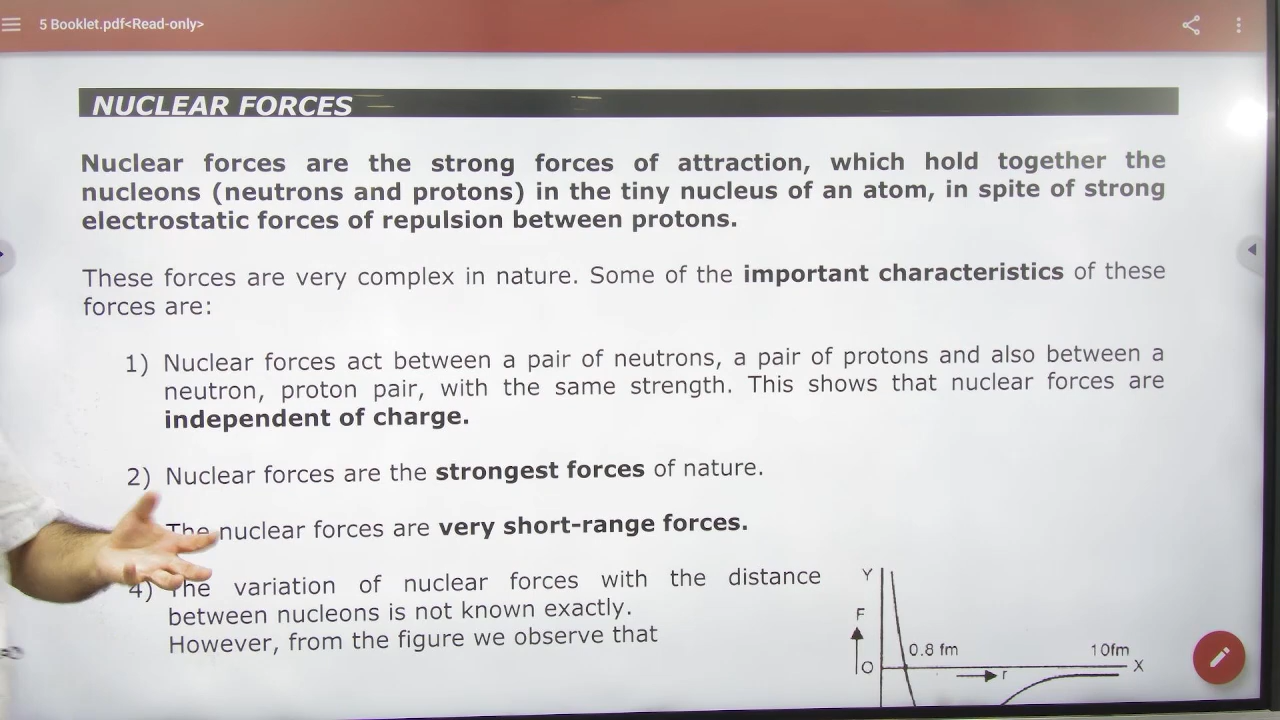 5 Booklet.pdf<Read-only>
NUCLEAR FORCES
Nuclear forces are the strong forces of attraction, which hold together the
nucleons (neutrons and protons) in the tiny nucleus of an atom, in spite of strong
electrostatic forces of repulsion between protons.
These forces are very complex in nature. Some of the important characteristics of these
forces are:
1) Nuclear forces act between a pair of neutrons, a pair of protons and also between a
neutron, proton pair, with the same strength. This shows that nuclear forces are
independent of charge.
2) Nuclear forces are the strongest forces of nature.
The nuclear forces are very short-range forces.
4) The variation of nuclear forces with the distance
between nucleons is not known exactly.
However, from the figure we observe that
Y
F
0.8 fm
10fm
O
r
X